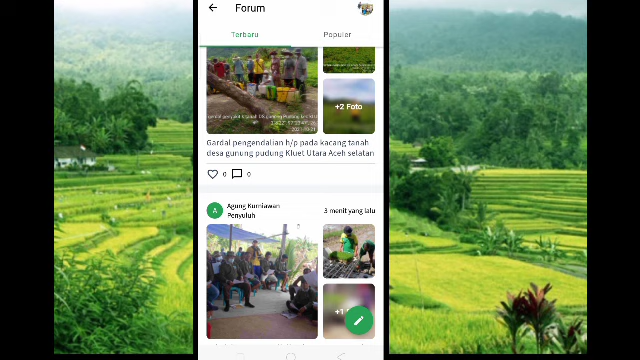 Forum
Terbaru Populer
+2 Foto
Gardal pengendalian h/p pada kacang tanah
desa gunung pudung Kluet Utara Aceh selatan
0 0
A
Agung Kurniawan
Penyuluh
3 menit yang lalu